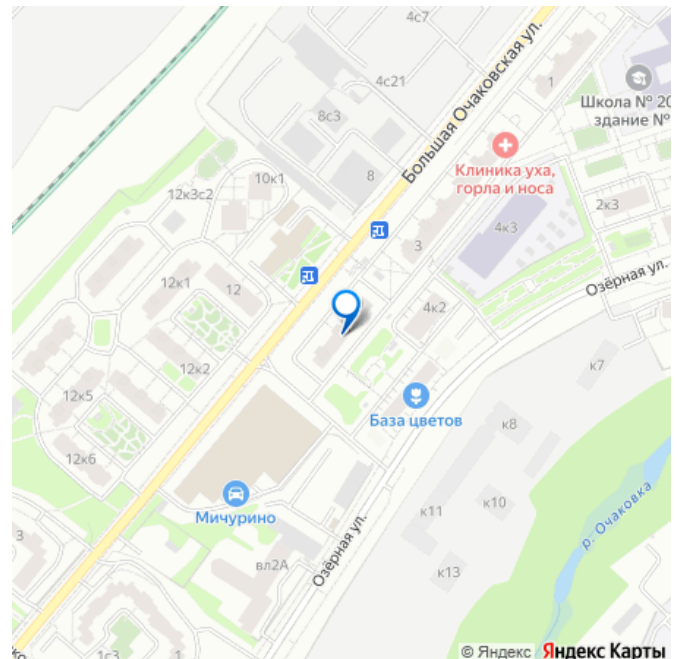 4с7
Большая Очаковская ул.
4с21
1
Школа № 20
здание №
8с3
Клиника уха,
горла и носа
10к1
8
12к3с2
2к3
4к3
3
12к1
12
4к2
Озёрная ул.
12к2
к7
12к5
База цветов
к8
12к6
Мичурино
к10
к11
р. Очаковка
3
вл2А
Озёрная ул.
к13
1с3
1
© Яндекс Яндекс Карты